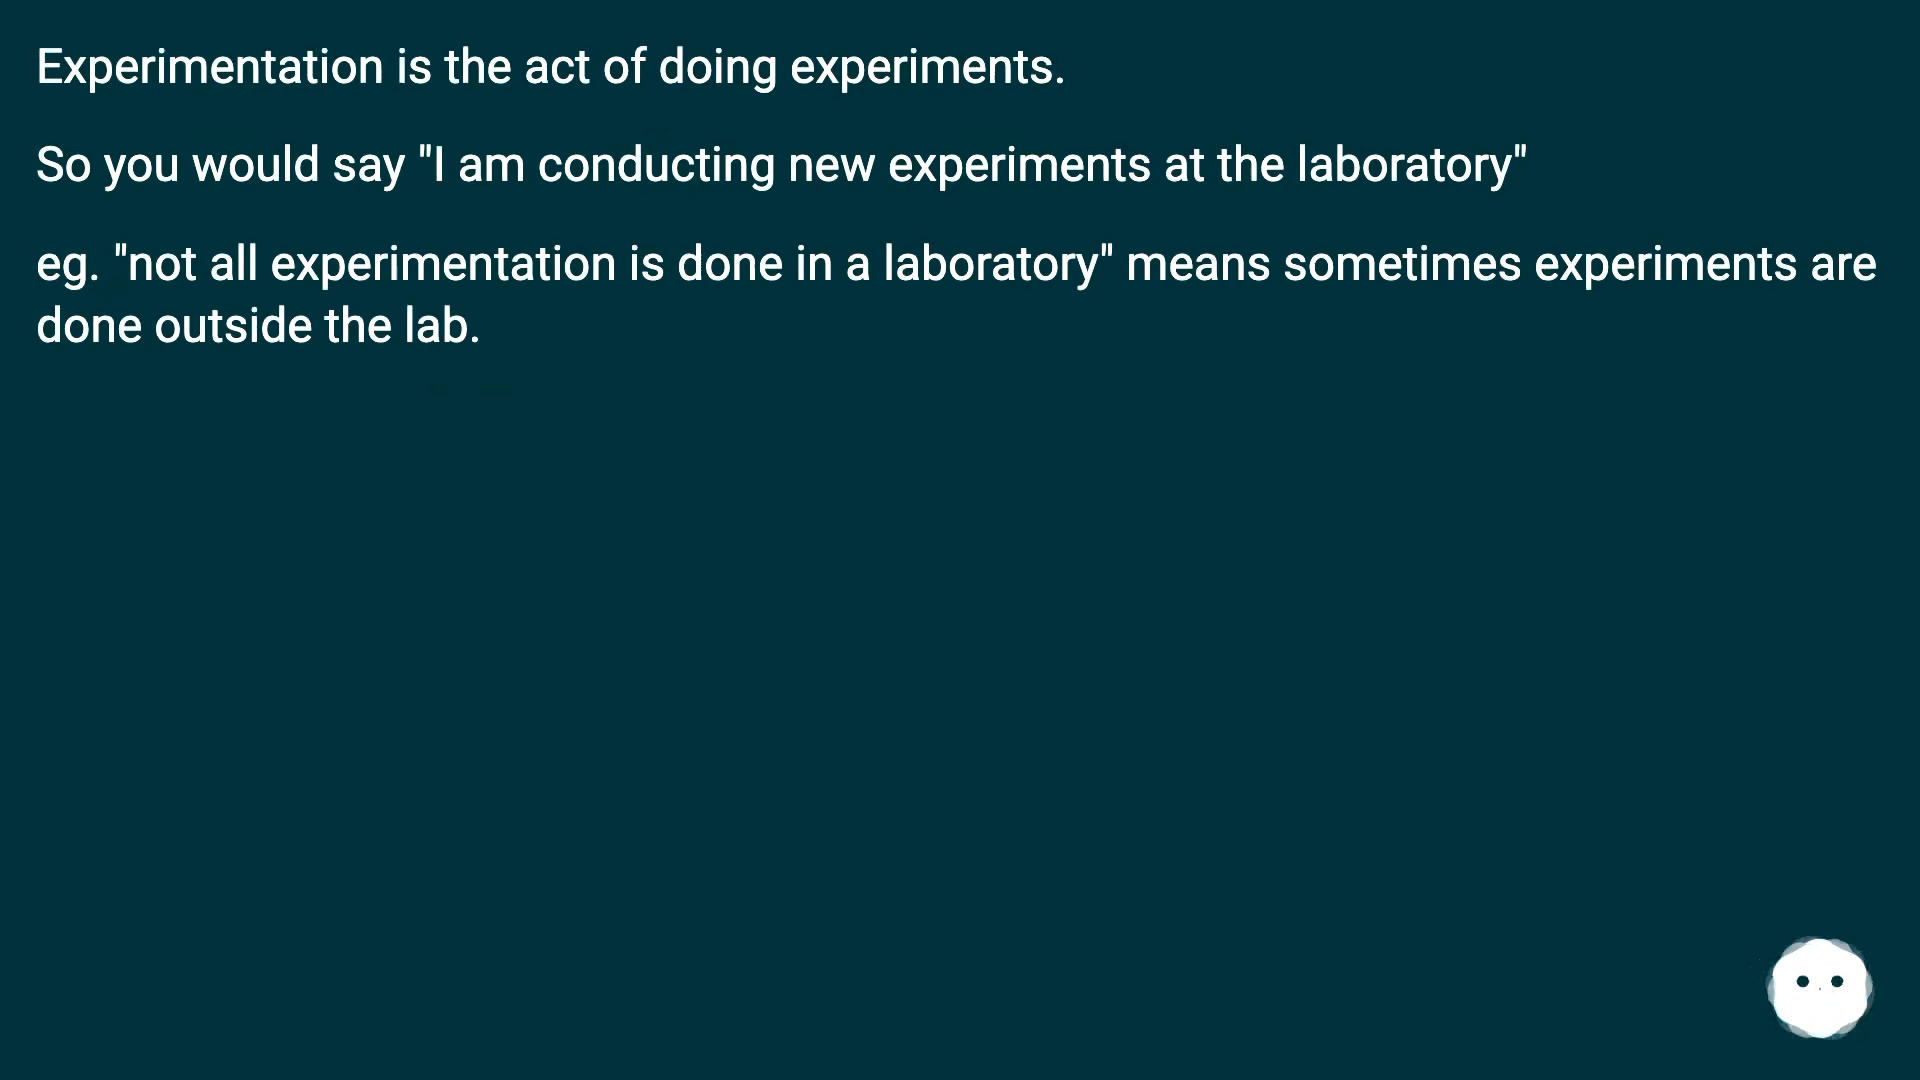 Experimentation is the act of doing experiments.
So you would say "I am conducting new experiments at the laboratory"
eg. "not all experimentation is done in a laboratory" means sometimes experiments are
done outside the lab.